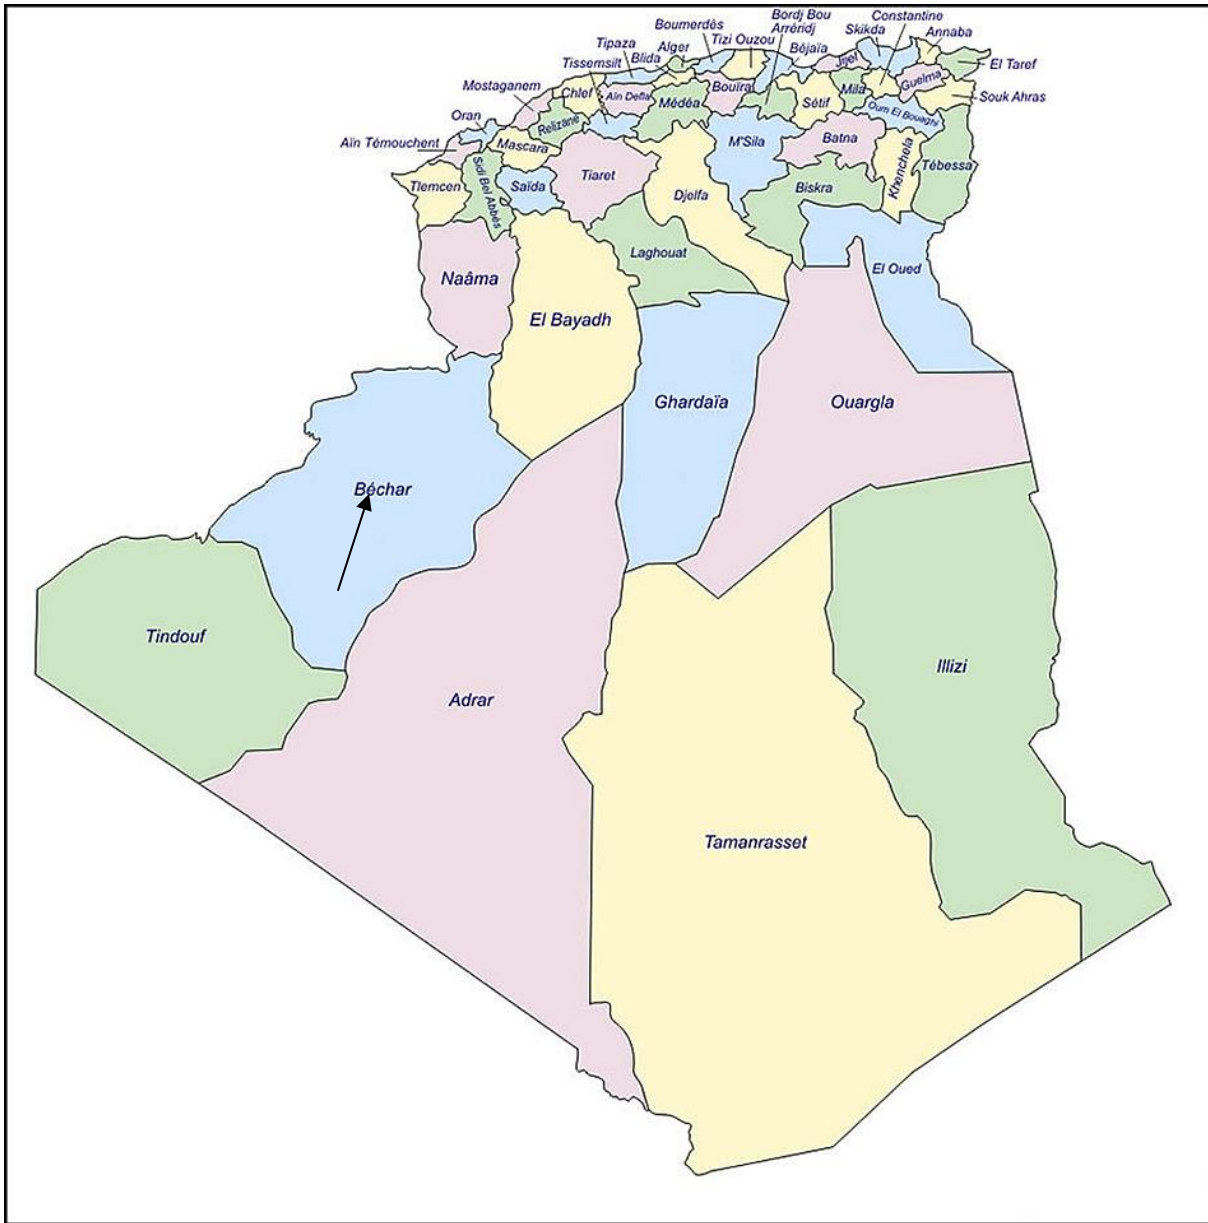 Bordj Bou
Arréridj
Constantine
Boumerdès
Tizi Ouzou
Skikda
Annaba
Tipaza
Alger
Béjaïa
Blida
Jijel
El Taref
Tissemsilt
Bouïra
Mila
Guelma
Mostaganem
Chlef
Aïn Defla
Médéa
Sétif
Souk Ahras
Oran
Relizane
Oum El Bouaghi
Aïn Témouchent
Mascara
M'Sila
Batna
Khenchela
Tébessa
Tlemcen
Sidi Bel Abbès
Saïda
Tiaret
Djelfa
Biskra
Laghouat
El Oued
Naâma
El Bayadh
Ghardaïa
Ouargla
Béchar
Tindouf
Adrar
Illizi
Tamanrasset